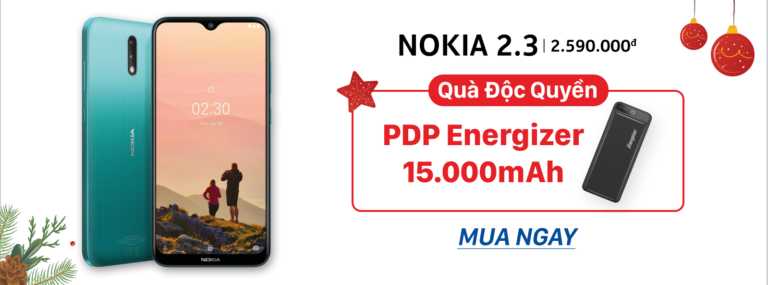 NOKIA 2.3 | 2.590.000đ
Quà Độc Quyền
PDP Energizer
15.000mAh
Energizer
MUA NGAY
NOKIA
02:30
NOKIA